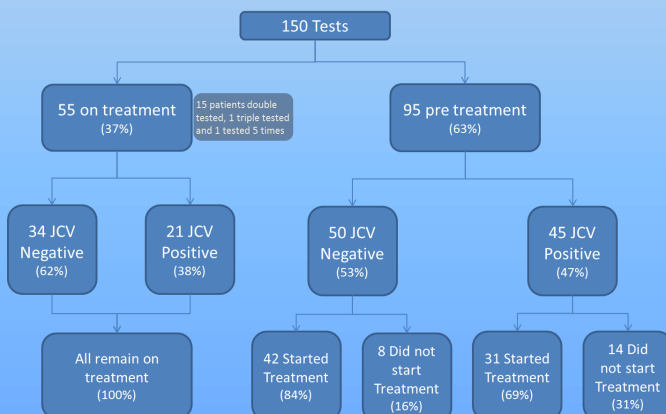 150 Tests
55 on treatment
(37%)
15 patients double
tested, 1 triple tested
and 1 tested 5 times
95 pre treatment
(63%)
34 JCV
Negative
(62%)
21 JCV
Positive
(38%)
50 JCV
Negative
(53%)
45 JCV
Positive
(47%)
All remain on
treatment
(100%)
42 Started
Treatment
(84%)
8 Did not
start
Treatment
(16%)
31 Started
Treatment
(69%)
14 Did
not start
Treatment
(31%)